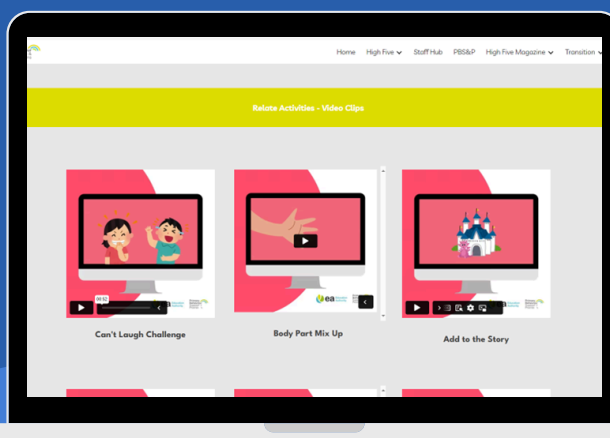 Home High Five Staff Hub PBS&P High Five Magazine Transition
Relate Activities - Video Clips
ea
Can't Laugh Challenge
Body Part Mix Up
Add to the Story